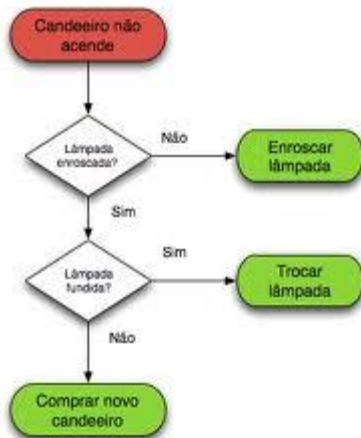 Candeeiro não
acende
Lâmpada
enroscada?
Não
Enroscar
lâmpada
Sim
Lâmpada
fundida?
Sim
Trocar
lâmpada
Não
Comprar novo
candeeiro